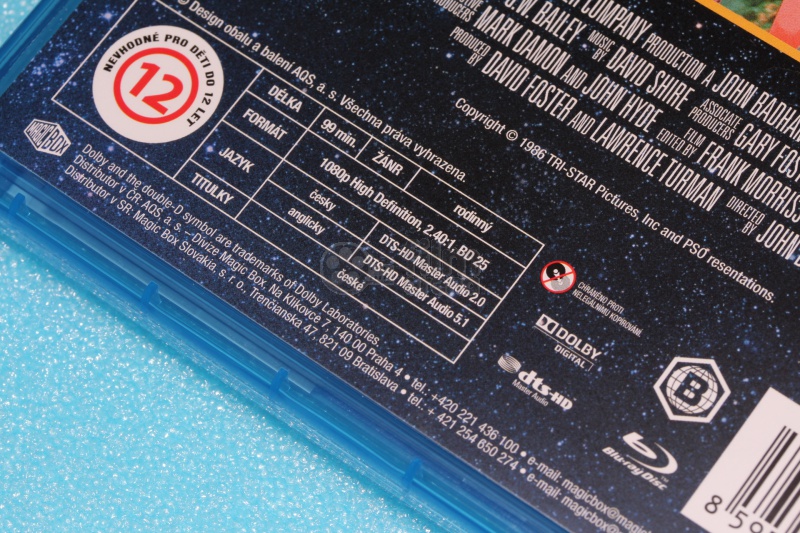 NEVHODNÉ PRO DĚTI DO 12 LET
12
© Design obalu a balení AQS, a. s. Všechna práva vyhrazena.
DÉLKA 99 min. ŽÁNR rodinný
FORMÁT 1080p High Definition, 2.40:1, BD 25
JAZYK český DTS-HD Master Audio 2.0
anglicky DTS-HD Master Audio 5.1
TITULKY české
MAGIC BOX
Dolby and the double-D symbol are trademarks of Dolby Laboratories.
Distributor v ČR: AQS, a. s. – Divize Magic Box, Na Klikovce 7, 140 00 Praha 4 • tel.: +420 221 436 100 • e-mail: magicbox@magic
Distributor v SR: Magic Box Slovakia, s. r. o., Trenčianska 47, 821 09 Bratislava • tel.: + 421 254 650 274 • e-mail: magicbox@mag
COMPANY PRODUCTION A JOHN BADHAM
BAILEY MUSIC BY DAVID SHIRE ASSOCIATE PRODUCERS GARY FOS
MARK DAMON AND JOHN HYDE EDITED BY FRANK MORRISS
PRODUCED BY DAVID FOSTER AND LAWRENCE TURMAN DIRECTED BY JOHN
Copyright © 1986 TRI-STAR Pictures, Inc and PSO resentations.
CHRÁNĚNO PROTI
NELEGÁLNÍMU KOPÍROVÁNÍ.
DOLBY
DIGITAL
dts-HD
Master Audio
B
Blu-ray Disc
8 59